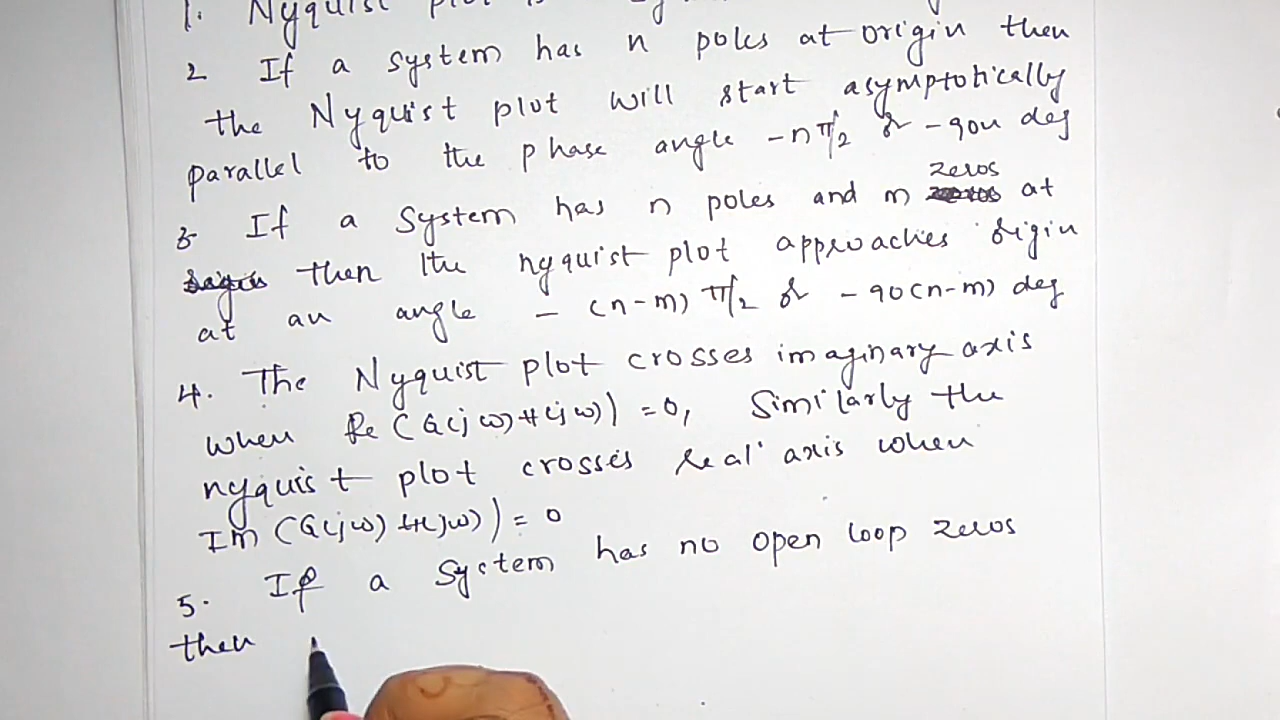 1. Nyquist plot is
2 If a system has n poles at origin then
the Nyquist plot will start asymptotically
parallel to the phase angle -nπ/2 or -90n deg
3 If a system has n poles and m zeros at
then the nyquist plot approaches origin
at an angle - (n-m) π/2 or - 90(n-m) deg
4. The Nyquist plot crosses imaginary axis
when Re (G(jω)H(jω)) = 0, Similarly the
nyquist plot crosses real axis when
Im (G(jω) H(jω)) = 0
5. If a system has no open loop zeros
then